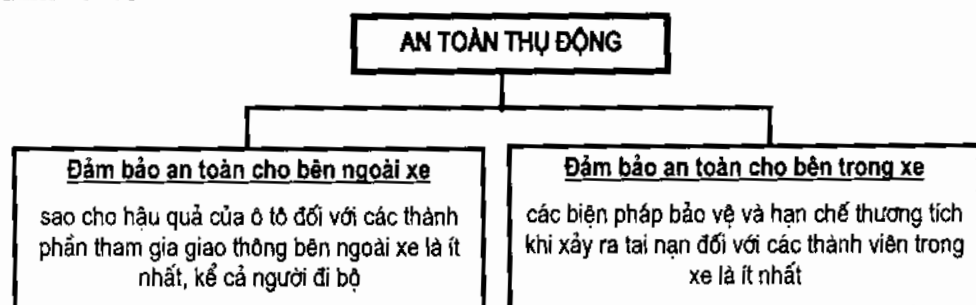 AN TOÀN THỤ ĐỘNG
Đảm bảo an toàn cho bên ngoài xe
sao cho hậu quả của ô tô đối với các thành
phần tham gia giao thông bên ngoài xe là ít
nhất, kể cả người đi bộ
Đảm bảo an toàn cho bên trong xe
các biện pháp bảo vệ và hạn chế thương tích
khi xảy ra tai nạn đối với các thành viên trong
xe là ít nhất